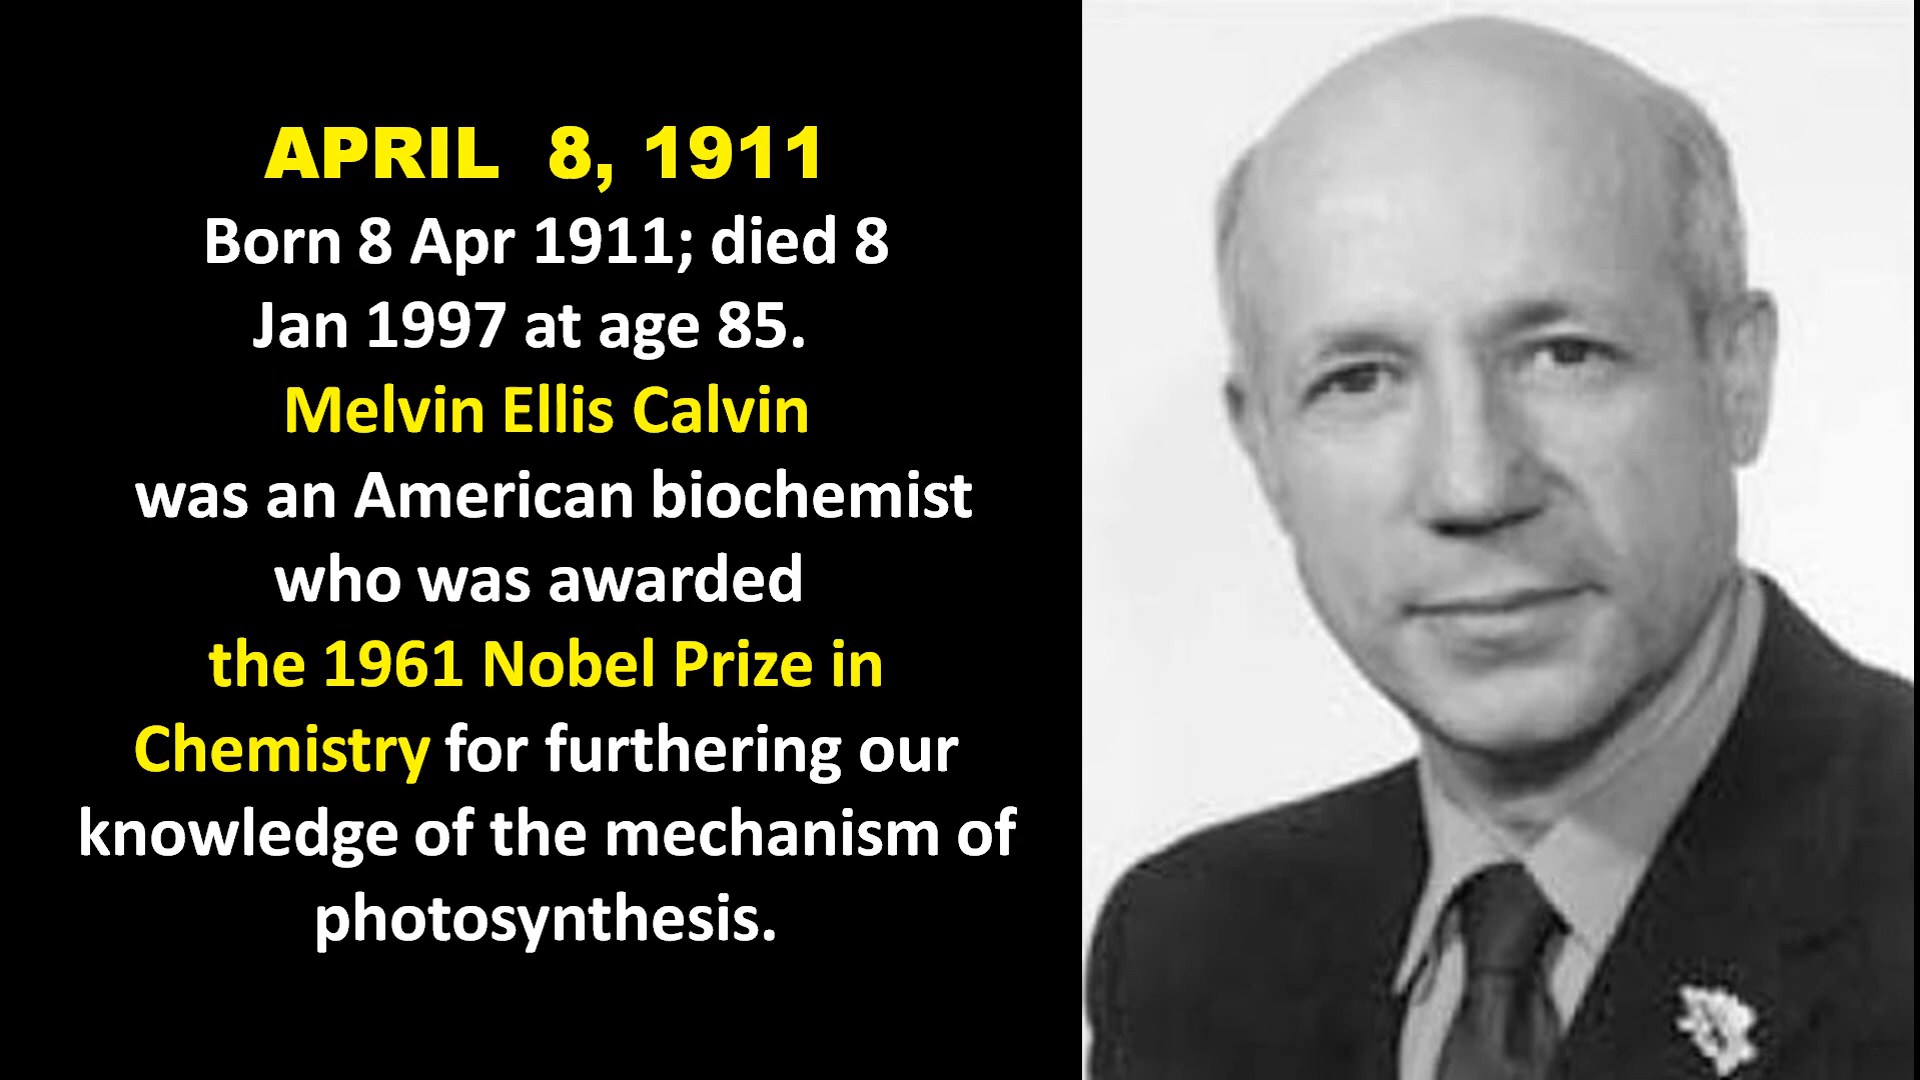 APRIL  8, 1911
Born 8 Apr 1911; died 8
Jan 1997 at age 85.
Melvin Ellis Calvin
was an American biochemist
who was awarded
the 1961 Nobel Prize in
Chemistry for furthering our
knowledge of the mechanism of
photosynthesis.